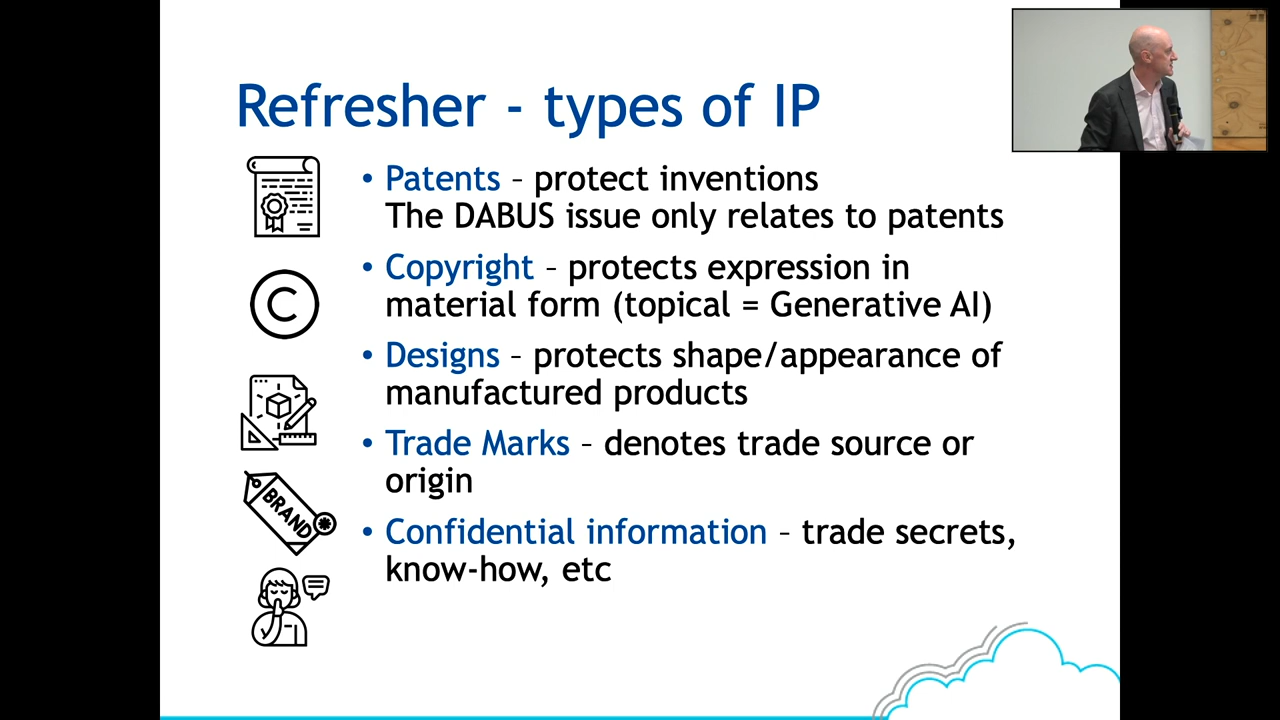 Refresher - types of IP
• Patents – protect inventions
The DABUS issue only relates to patents
• Copyright – protects expression in
material form (topical = Generative AI)
• Designs – protects shape/appearance of
manufactured products
• Trade Marks – denotes trade source or
origin
• Confidential information – trade secrets,
know-how, etc
C
BRAND